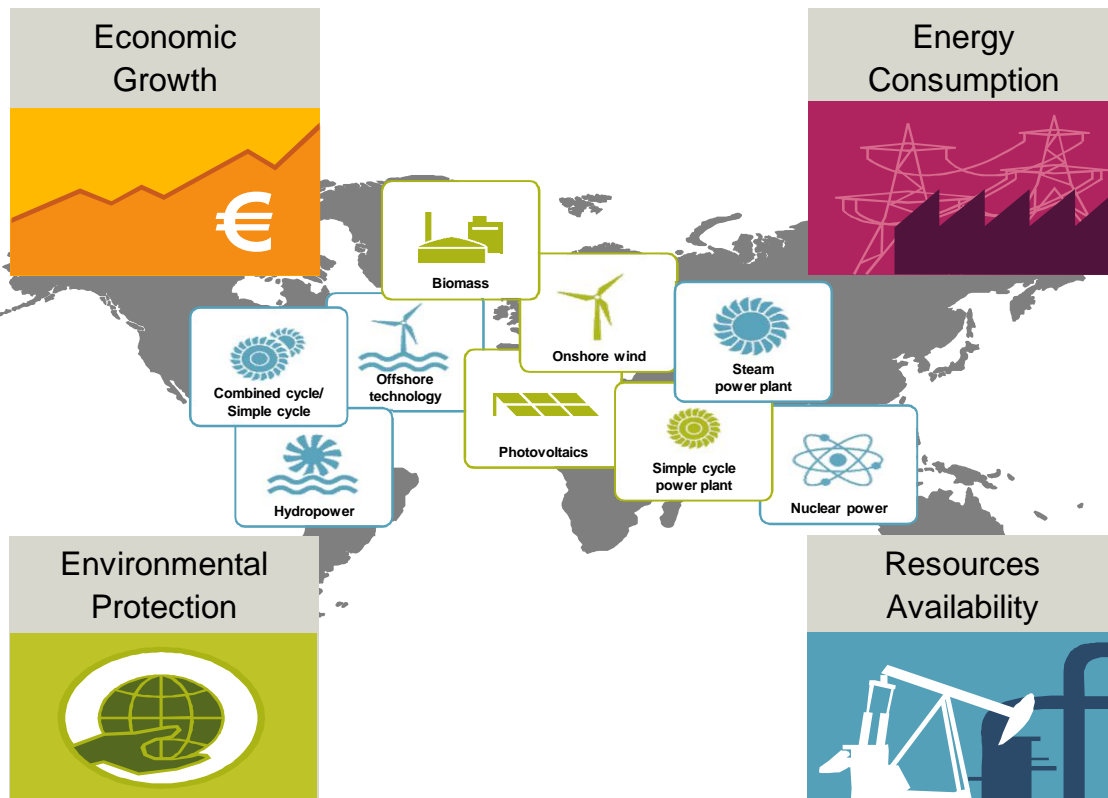 Economic
Growth
€
Energy
Consumption
Biomass
Onshore wind
Steam
power plant
Offshore
technology
Combined cycle/
Simple cycle
Photovoltaics
Simple cycle
power plant
Hydropower
Nuclear power
Environmental
Protection
Resources
Availability